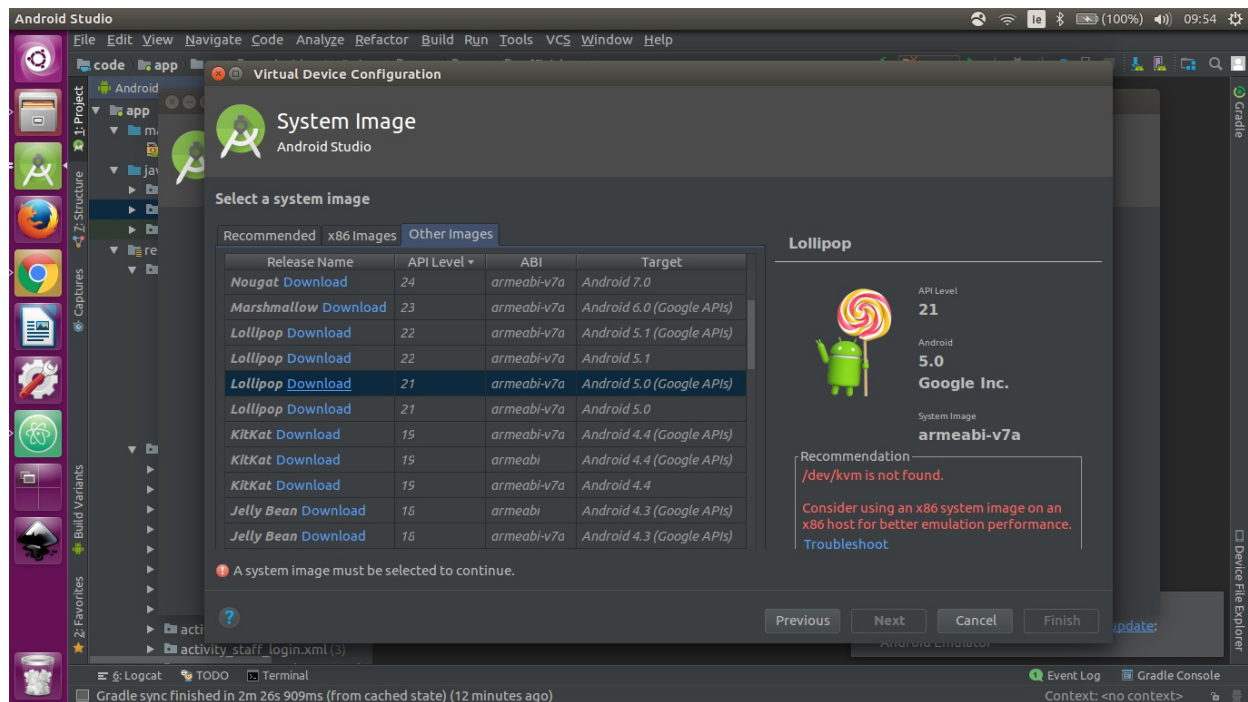 Android Studio
le
(100%)
09:54
File Edit View Navigate Code Analyze Refactor Build Run Tools VCS Window Help
code app
Virtual Device Configuration
Android
1: Project
app
System Image
Android Studio
jav
Z: Structure
Select a system image
Recommended x86 Images Other Images
re
Captures
Release Name API Level ABI Target
Nougat Download 24 armeabi-v7a Android 7.0
Marshmallow Download 23 armeabi-v7a Android 6.0 (Google APIs)
Lollipop Download 22 armeabi-v7a Android 5.1 (Google APIs)
Lollipop Download 22 armeabi-v7a Android 5.1
Lollipop Download 21 armeabi-v7a Android 5.0 (Google APIs)
Lollipop Download 21 armeabi-v7a Android 5.0
KitKat Download 19 armeabi-v7a Android 4.4 (Google APIs)
KitKat Download 19 armeabi Android 4.4 (Google APIs)
KitKat Download 19 armeabi-v7a Android 4.4
Jelly Bean Download 18 armeabi Android 4.3 (Google APIs)
Jelly Bean Download 18 armeabi-v7a Android 4.3 (Google APIs)
Lollipop
API Level
21
Android
5.0
Google Inc.
System Image
armeabi-v7a
Recommendation
/dev/kvm is not found.
Consider using an x86 system image on an
x86 host for better emulation performance.
Troubleshoot
A system image must be selected to continue.
?
Previous Next Cancel Finish
Build Variants
2: Favorites
Gradle
Device File Explorer
acti
activity_staff_login.xml (3)
update:
Android Emulator
6: Logcat TODO Terminal
1 Event Log Gradle Console
Gradle sync finished in 2m 26s 909ms (from cached state) (12 minutes ago)
Context: <no context>